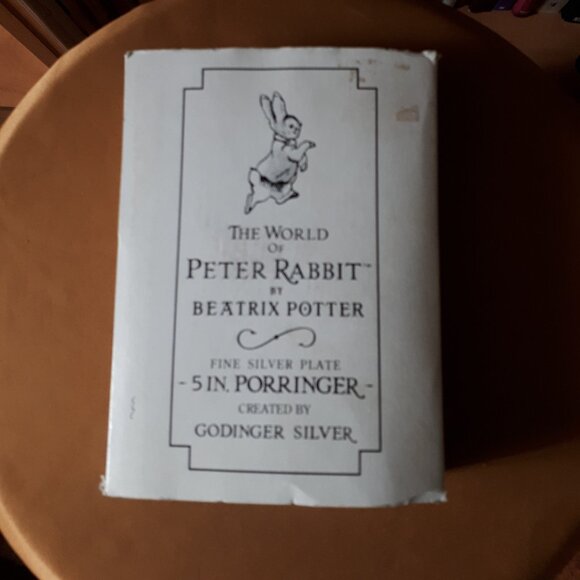 THE WORLD
OF
PETER RABBIT™
BY
BEATRIX POTTER
FINE SILVER PLATE
- 5 IN. PORRINGER -
CREATED BY
GODINGER SILVER